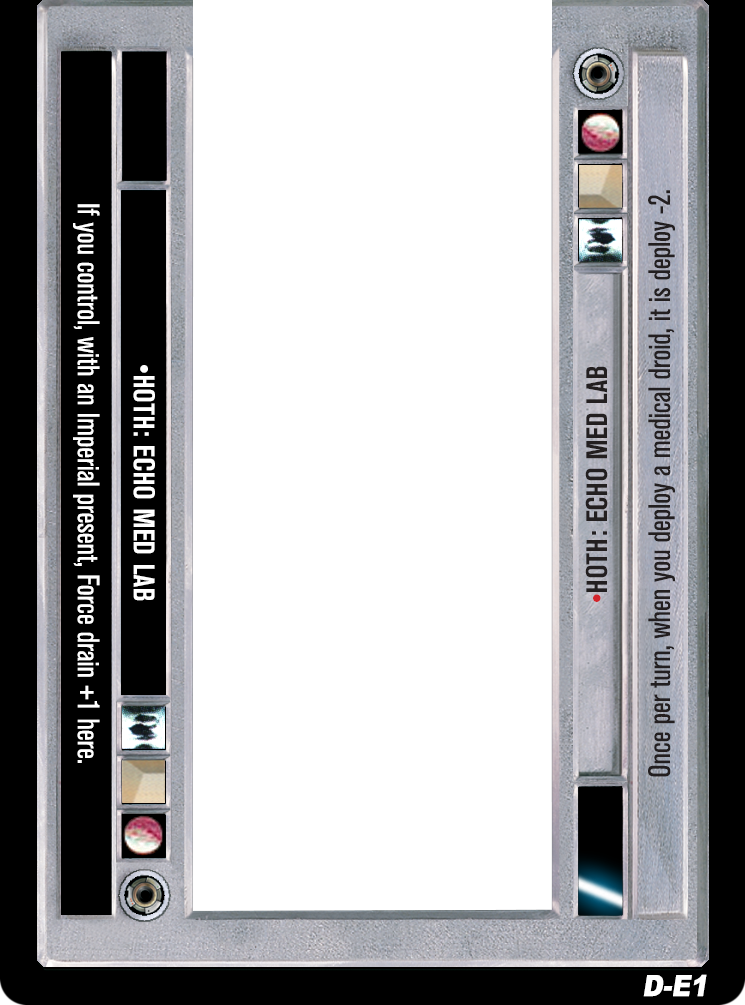 If you control, with an Imperial present, Force drain +1 here.
•HOTH: ECHO MED LAB
•HOTH: ECHO MED LAB
Once per turn, when you deploy a medical droid, it is deploy -2.
D-E1